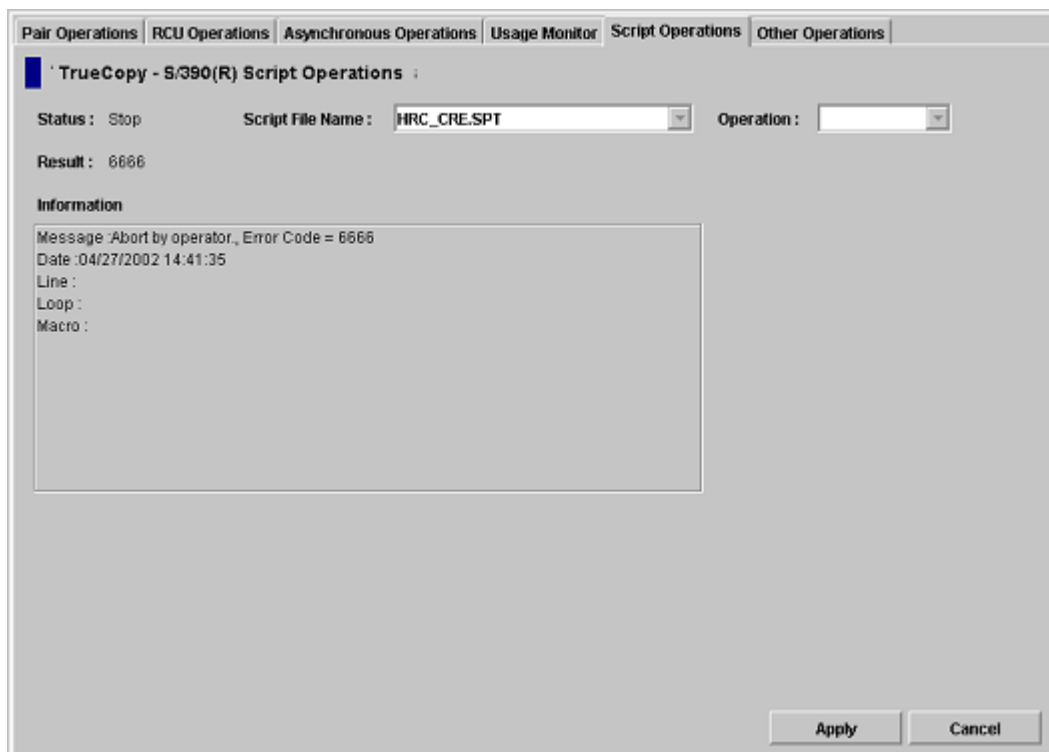 Pair Operations RCU Operations Asynchronous Operations Usage Monitor Script Operations Other Operations
TrueCopy - S/390(R) Script Operations
Status : Stop Script File Name : HRC_CRE.SPT Operation :
Result : 6666
Information
Message :Abort by operator., Error Code = 6666
Date :04/27/2002 14:41:35
Line :
Loop :
Macro :
Apply Cancel